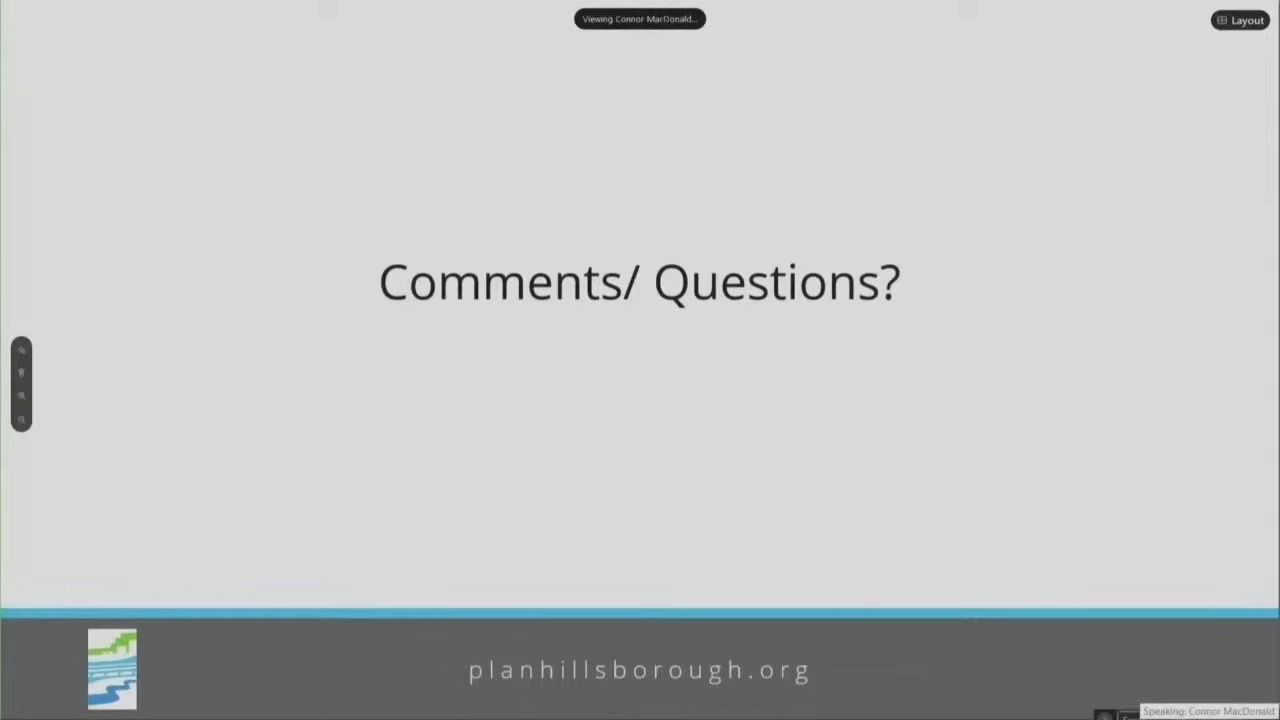 Viewing Connor MacDonald...
Layout
Comments/ Questions?
planhillsborough.org
Speaking: Connor MacDonald